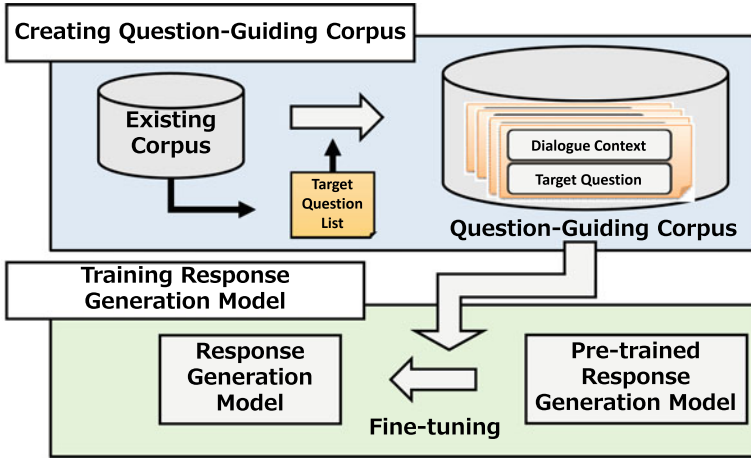 Creating Question-Guiding Corpus
Existing
Corpus
Target
Question
List
Dialogue Context
Target Question
Question-Guiding Corpus
Training Response
Generation Model
Response
Generation
Model
Fine-tuning
Pre-trained
Response
Generation Model